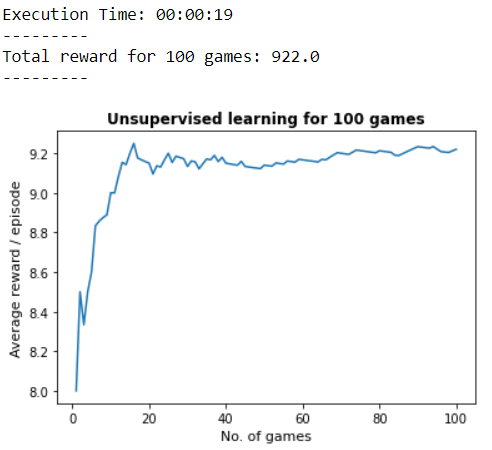 Execution Time: 00:00:19
---------
Total reward for 100 games: 922.0
---------
Unsupervised learning for 100 games
Average reward / episode
9.2
9.0
8.8
8.6
8.4
8.2
8.0
0 20 40 60 80 100
No. of games